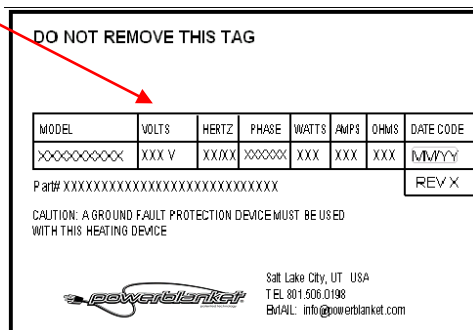 DO NOT REMOVE THIS TAG
MODEL VOLTS HERTZ PHASE WATTS AMPS OHMS DATE CODE
XXXXXXXXXX XXX V XX/XX XXXXXX XXX XXX XXX MM/YY
Part# XXXXXXXXXXXXXXXXXXXXXXXXXXXX REV X
CAUTION: A GROUND FAULT PROTECTION DEVICE MUST BE USED
WITH THIS HEATING DEVICE
powerblanket
Salt Lake City, UT USA
TEL 801.506.0198
EMAIL: info@powerblanket.com